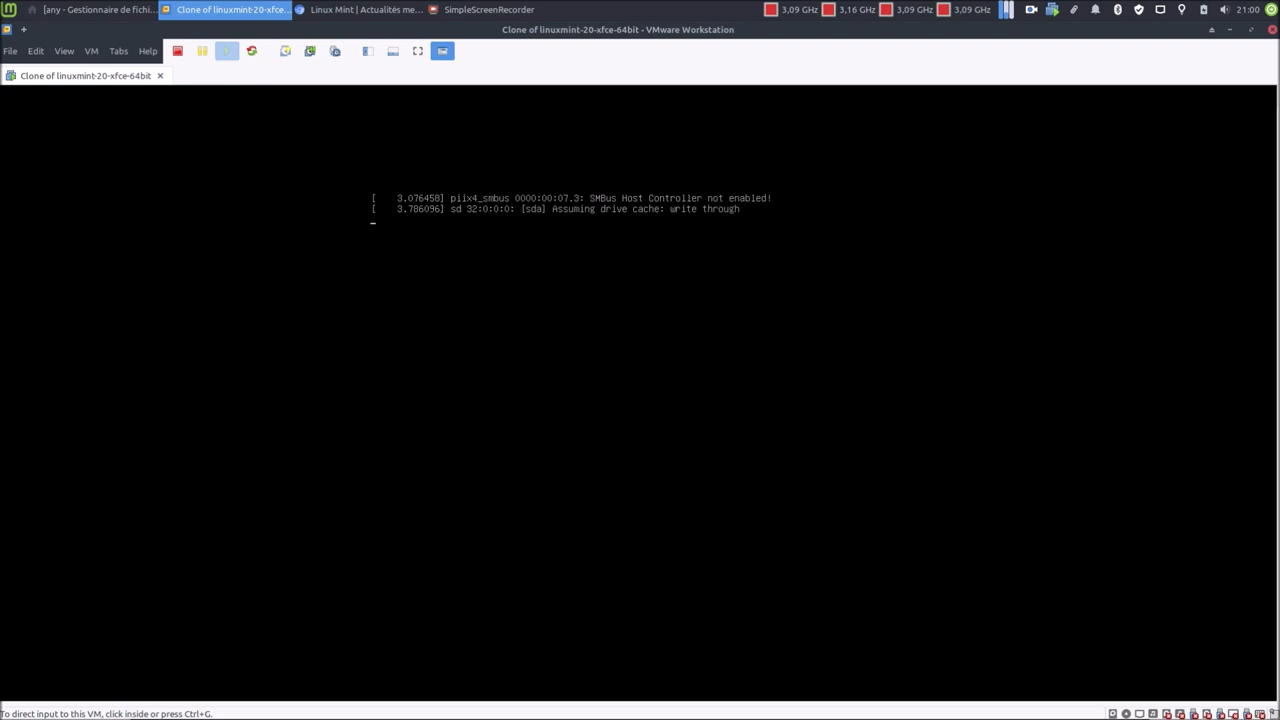 [any - Gestionnaire de fichi... Clone of linuxmint-20-xfce... Linux Mint | Actualités me... SimpleScreenRecorder 3,09 GHz 3,16 GHz 3,09 GHz 3,09 GHz 21:00
Clone of linuxmint-20-xfce-64bit - VMware Workstation
File Edit View VM Tabs Help
Clone of linuxmint-20-xfce-64bit
[    3.076458] piix4_smbus 0000:00:07.3: SMBus Host Controller not enabled!
[    3.786096] sd 32:0:0:0: [sda] Assuming drive cache: write through
To direct input to this VM, click inside or press Ctrl+G.